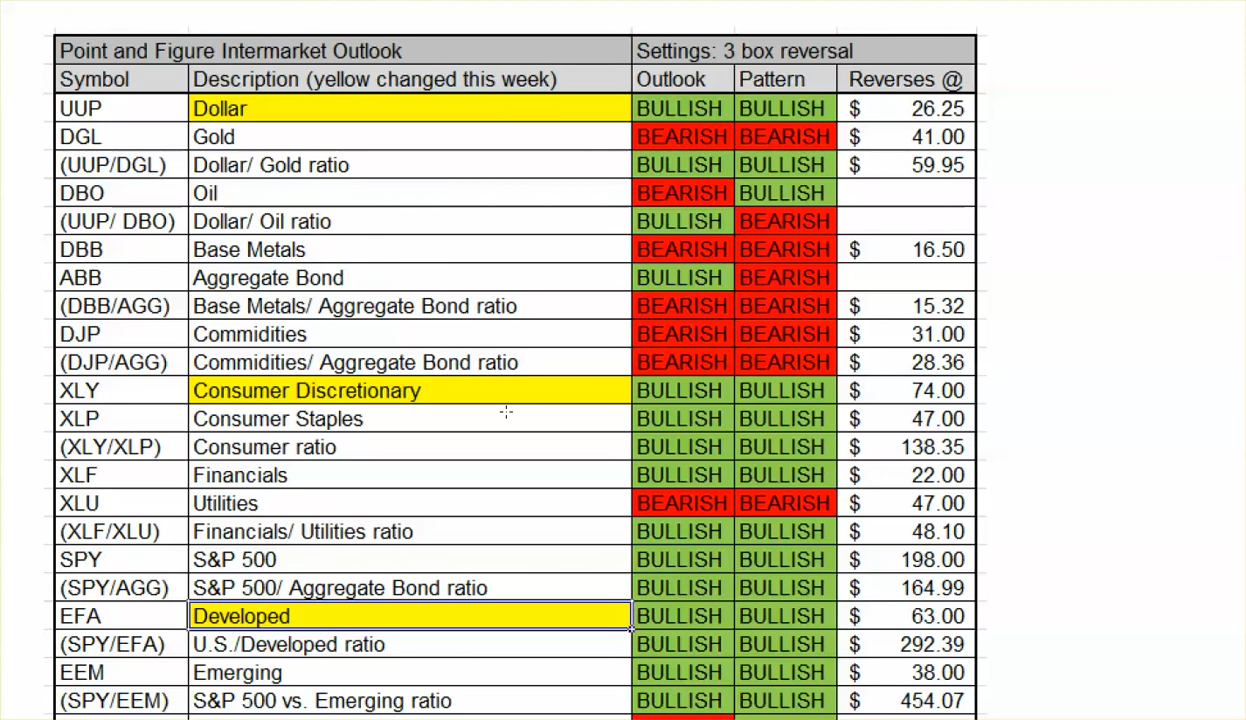 Point and Figure Intermarket Outlook Settings: 3 box reversal
Symbol Description (yellow changed this week) Outlook Pattern Reverses @
UUP Dollar BULLISH BULLISH $ 26.25
DGL Gold BEARISH BEARISH $ 41.00
(UUP/DGL) Dollar/ Gold ratio BULLISH BULLISH $ 59.95
DBO Oil BEARISH BULLISH
(UUP/ DBO) Dollar/ Oil ratio BULLISH BEARISH
DBB Base Metals BEARISH BEARISH $ 16.50
ABB Aggregate Bond BULLISH BEARISH
(DBB/AGG) Base Metals/ Aggregate Bond ratio BEARISH BEARISH $ 15.32
DJP Commidities BEARISH BEARISH $ 31.00
(DJP/AGG) Commidities/ Aggregate Bond ratio BEARISH BEARISH $ 28.36
XLY Consumer Discretionary BULLISH BULLISH $ 74.00
XLP Consumer Staples BULLISH BULLISH $ 47.00
(XLY/XLP) Consumer ratio BULLISH BULLISH $ 138.35
XLF Financials BULLISH BULLISH $ 22.00
XLU Utilities BEARISH BEARISH $ 47.00
(XLF/XLU) Financials/ Utilities ratio BULLISH BULLISH $ 48.10
SPY S&P 500 BULLISH BULLISH $ 198.00
(SPY/AGG) S&P 500/ Aggregate Bond ratio BULLISH BULLISH $ 164.99
EFA Developed BULLISH BULLISH $ 63.00
(SPY/EFA) U.S./Developed ratio BULLISH BULLISH $ 292.39
EEM Emerging BULLISH BULLISH $ 38.00
(SPY/EEM) S&P 500 vs. Emerging ratio BULLISH BULLISH $ 454.07